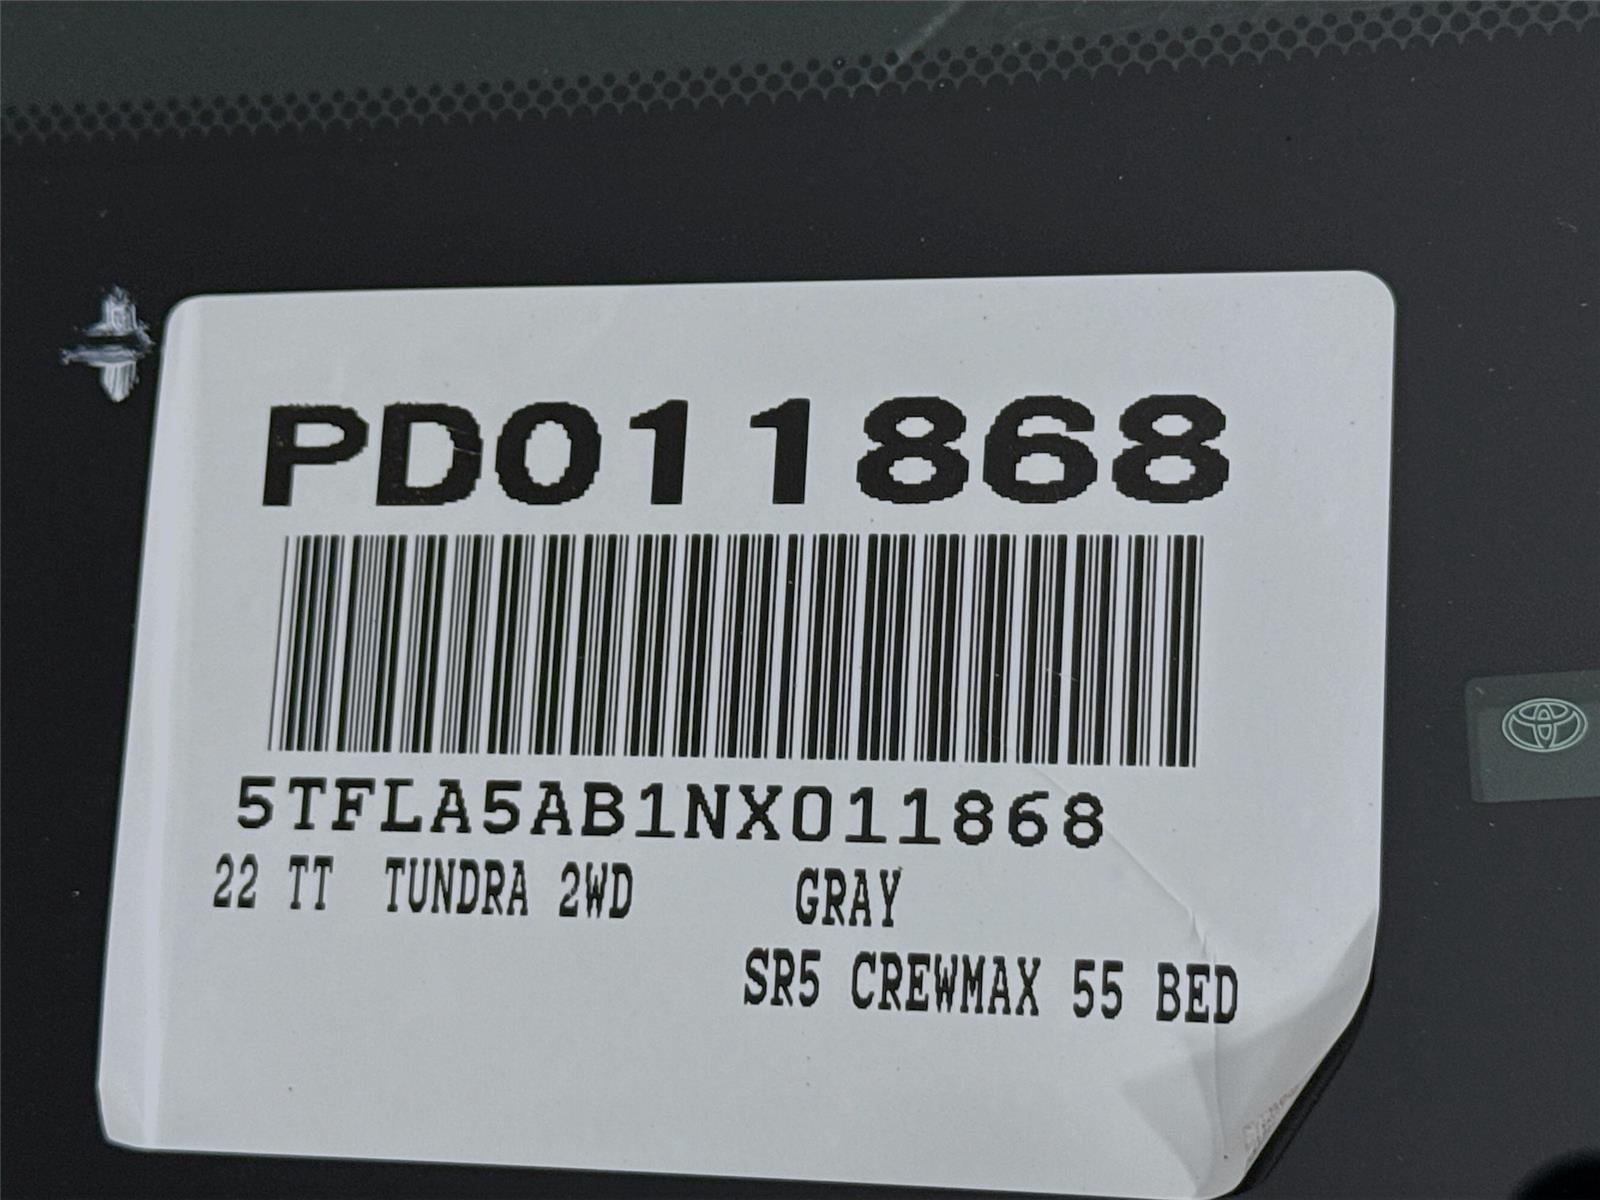 PD011868
5TFLA5AB1NX011868
22 TT TUNDRA 2WD GRAY
SR5 CREWMAX 55 BED